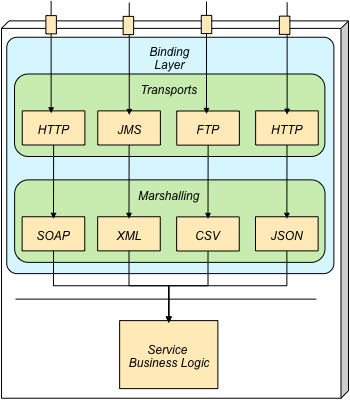 Binding
Layer
Transports
HTTP
JMS
FTP
HTTP
Marshalling
SOAP
XML
CSV
JSON
Service
Business Logic